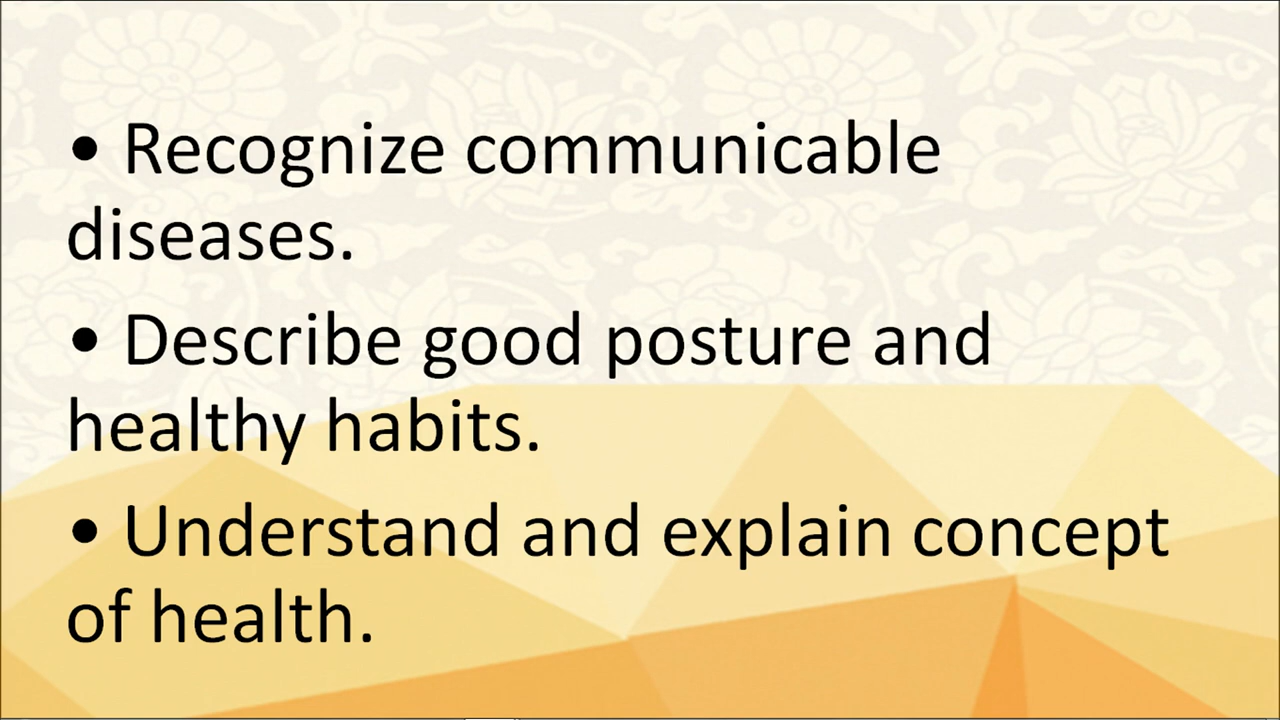 • Recognize communicable
diseases.
• Describe good posture and
healthy habits.
• Understand and explain concept
of health.